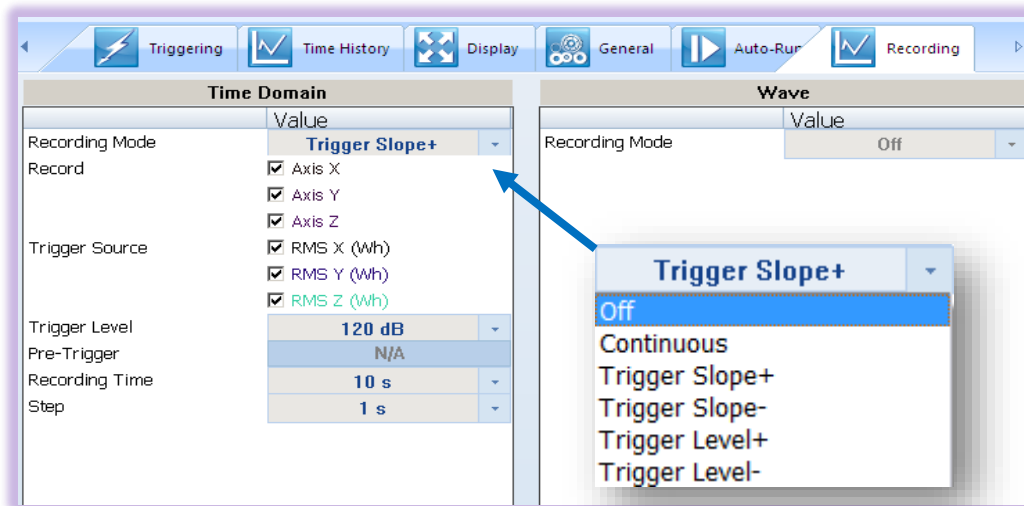 Triggering Time History Display General Auto-Run Recording
Time Domain
Value
Recording Mode Trigger Slope+
Record Axis X
Axis Y
Axis Z
Trigger Source RMS X (Wh)
RMS Y (Wh)
RMS Z (Wh)
Trigger Level 120 dB
Pre-Trigger N/A
Recording Time 10 s
Step 1 s
Wave
Value
Recording Mode Off
Trigger Slope+
Off
Continuous
Trigger Slope+
Trigger Slope-
Trigger Level+
Trigger Level-